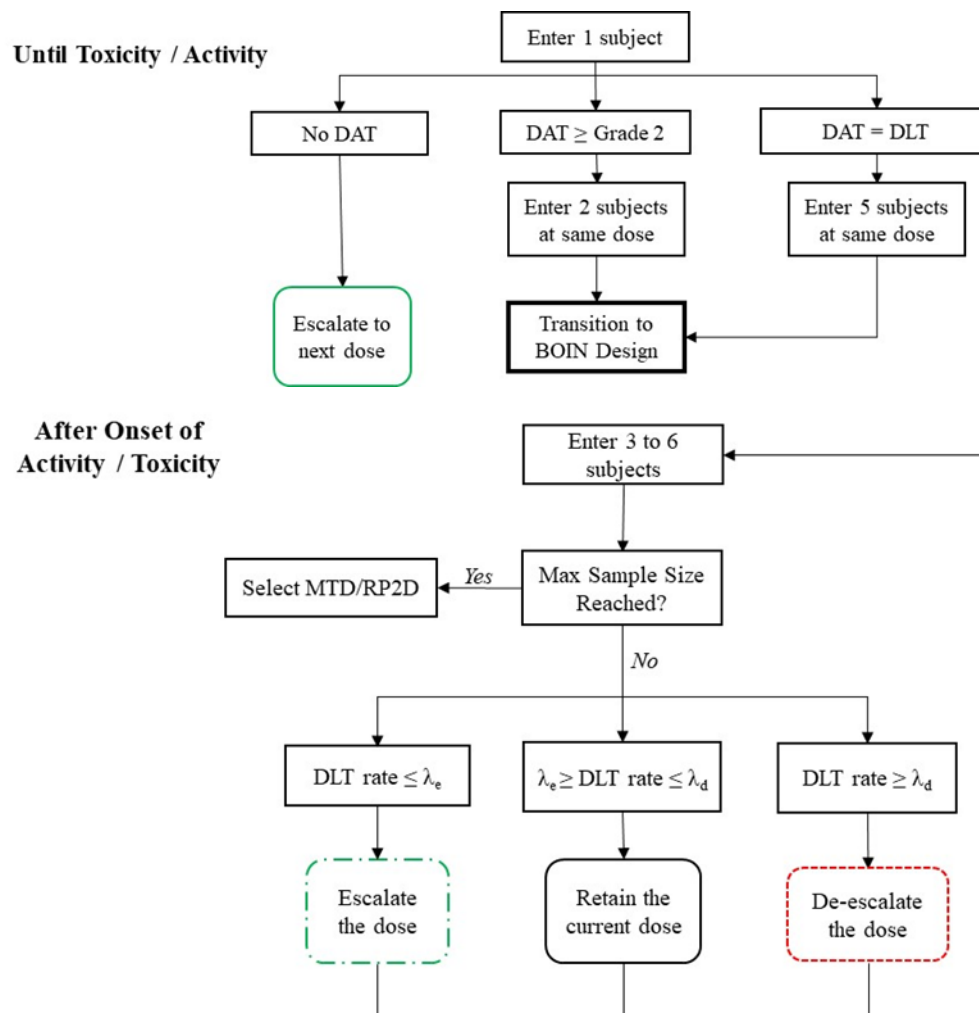 Enter 1 subject
Until Toxicity / Activity
No DAT
DAT ≥ Grade 2
DAT = DLT
Enter 2 subjects
at same dose
Enter 5 subjects
at same dose
Escalate to
next dose
Transition to
BOIN Design
After Onset of
Activity / Toxicity
Enter 3 to 6
subjects
Max Sample Size
Reached?
Yes
Select MTD/RP2D
No
DLT rate ≤ λe
λe ≥ DLT rate ≤ λd
DLT rate ≥ λd
Escalate
the dose
Retain the
current dose
De-escalate
the dose